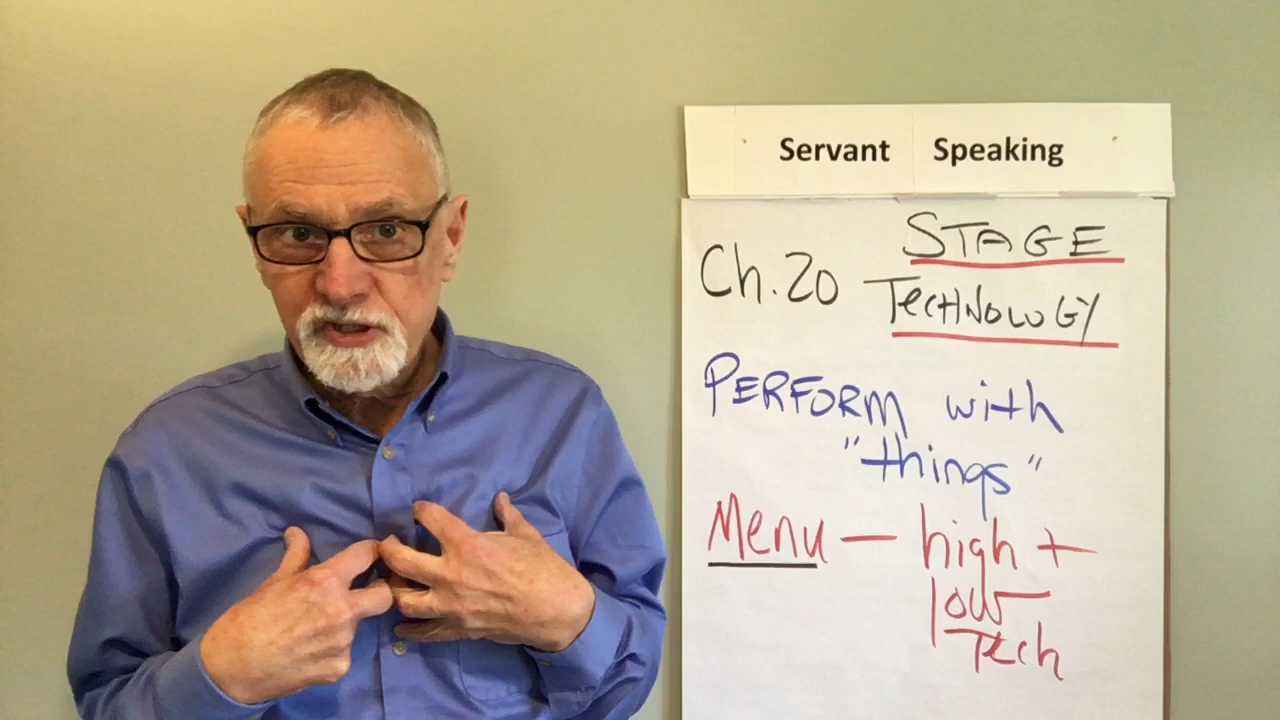 Servant Speaking
STAGE
Ch. 20 TECHNOLOGY
PERFORM with
"things"
Menu — high +
low
Tech